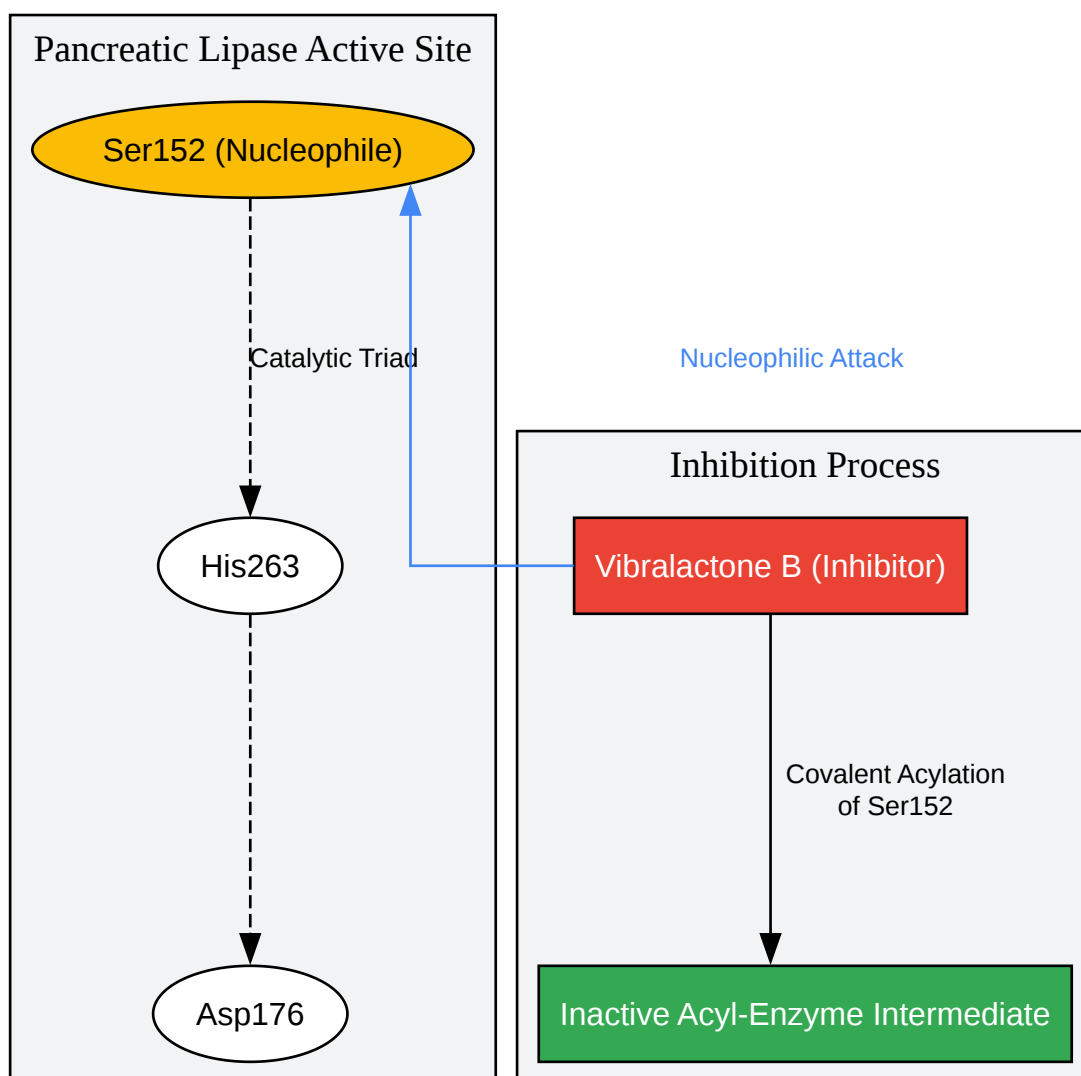 Pancreatic Lipase Active Site
Ser152 (Nucleophile)
Catalytic Triad
Nucleophilic Attack
Inhibition Process
His263
Vibralactone B (Inhibitor)
Covalent Acylation
of Ser152
Asp176
Inactive Acyl-Enzyme Intermediate